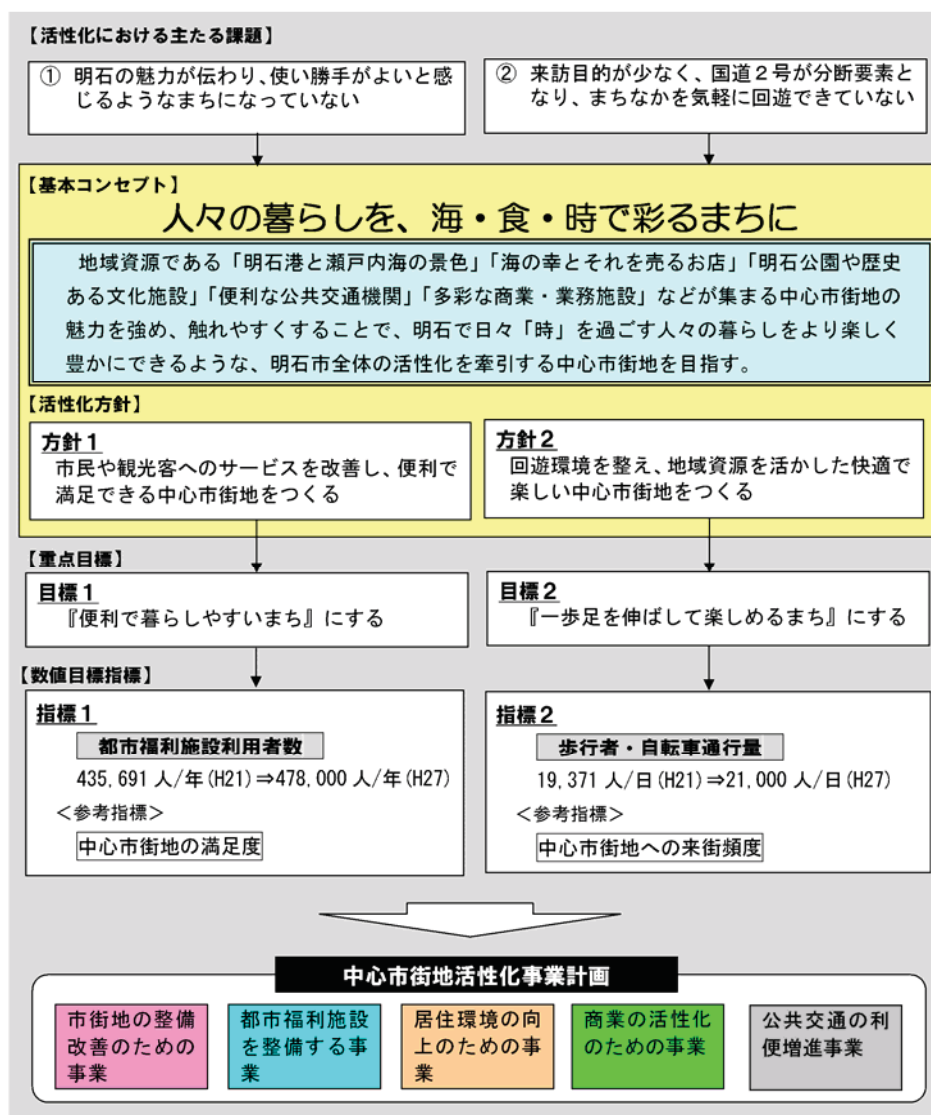 【活性化における主たる課題】
① 明石の魅力が伝わり、使い勝手がよいと感
じるようなまちになっていない
② 来訪目的が少なく、国道２号が分断要素と
なり、まちなかを気軽に回遊できていない
【基本コンセプト】
人々の暮らしを、海・食・時で彩るまちに
地域資源である「明石港と瀬戸内海の景色」「海の幸とそれを売るお店」「明石公園や歴史
ある文化施設」「便利な公共交通機関」「多彩な商業・業務施設」などが集まる中心市街地の
魅力を強め、触れやすくすることで、明石で日々「時」を過ごす人々の暮らしをより楽しく
豊かにできるような、明石市全体の活性化を牽引する中心市街地を目指す。
【活性化方針】
方針１
市民や観光客へのサービスを改善し、便利で
満足できる中心市街地をつくる
方針２
回遊環境を整え、地域資源を活かした快適で
楽しい中心市街地をつくる
【重点目標】
目標１
『便利で暮らしやすいまち』にする
目標２
『一歩足を伸ばして楽しめるまち』にする
【数値目標指標】
指標１
都市福利施設利用者数
435,691 人/年(H21)⇒478,000 人/年(H27)
＜参考指標＞
中心市街地の満足度
指標２
歩行者・自転車通行量
19,371 人/日(H21)⇒21,000 人/日(H27)
＜参考指標＞
中心市街地への来街頻度
中心市街地活性化事業計画
市街地の整備
改善のための
事業
都市福利施設
を整備する事
業
居住環境の向
上のための事
業
商業の活性化
のための事業
公共交通の利
便増進事業